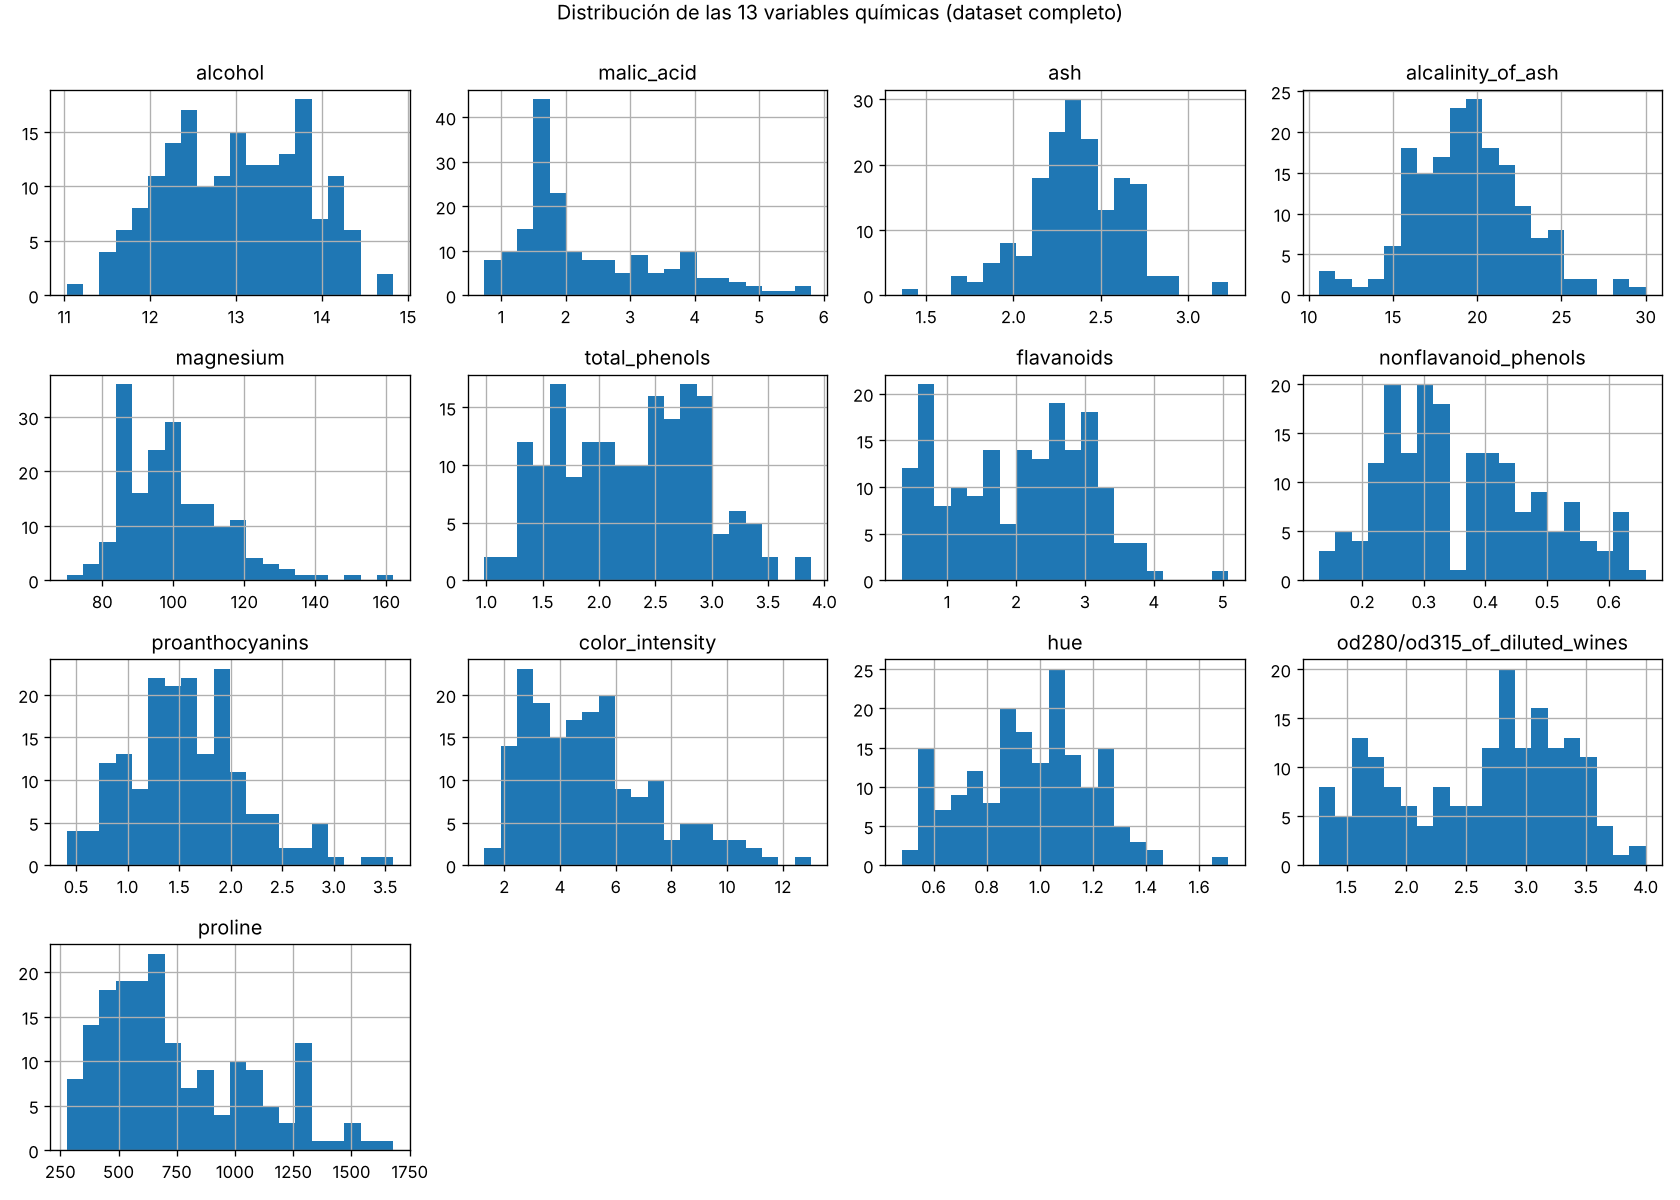 Distribución de las 13 variables químicas (dataset completo)
alcohol
15
10
5
0
11 12 13 14 15
malic_acid
40
30
20
10
0
1 2 3 4 5 6
ash
30
20
10
0
1.5 2.0 2.5 3.0
alcalinity_of_ash
25
20
15
10
5
0
10 15 20 25 30
magnesium
30
20
10
0
80 100 120 140 160
total_phenols
15
10
5
0
1.0 1.5 2.0 2.5 3.0 3.5 4.0
flavanoids
20
15
10
5
0
1 2 3 4 5
nonflavanoid_phenols
20
15
10
5
0
0.2 0.3 0.4 0.5 0.6
proanthocyanins
20
15
10
5
0
0.5 1.0 1.5 2.0 2.5 3.0 3.5
color_intensity
20
15
10
5
0
2 4 6 8 10 12
hue
25
20
15
10
5
0
0.6 0.8 1.0 1.2 1.4 1.6
od280/od315_of_diluted_wines
20
15
10
5
0
1.5 2.0 2.5 3.0 3.5 4.0
proline
20
15
10
5
0
250 500 750 1000 1250 1500 1750